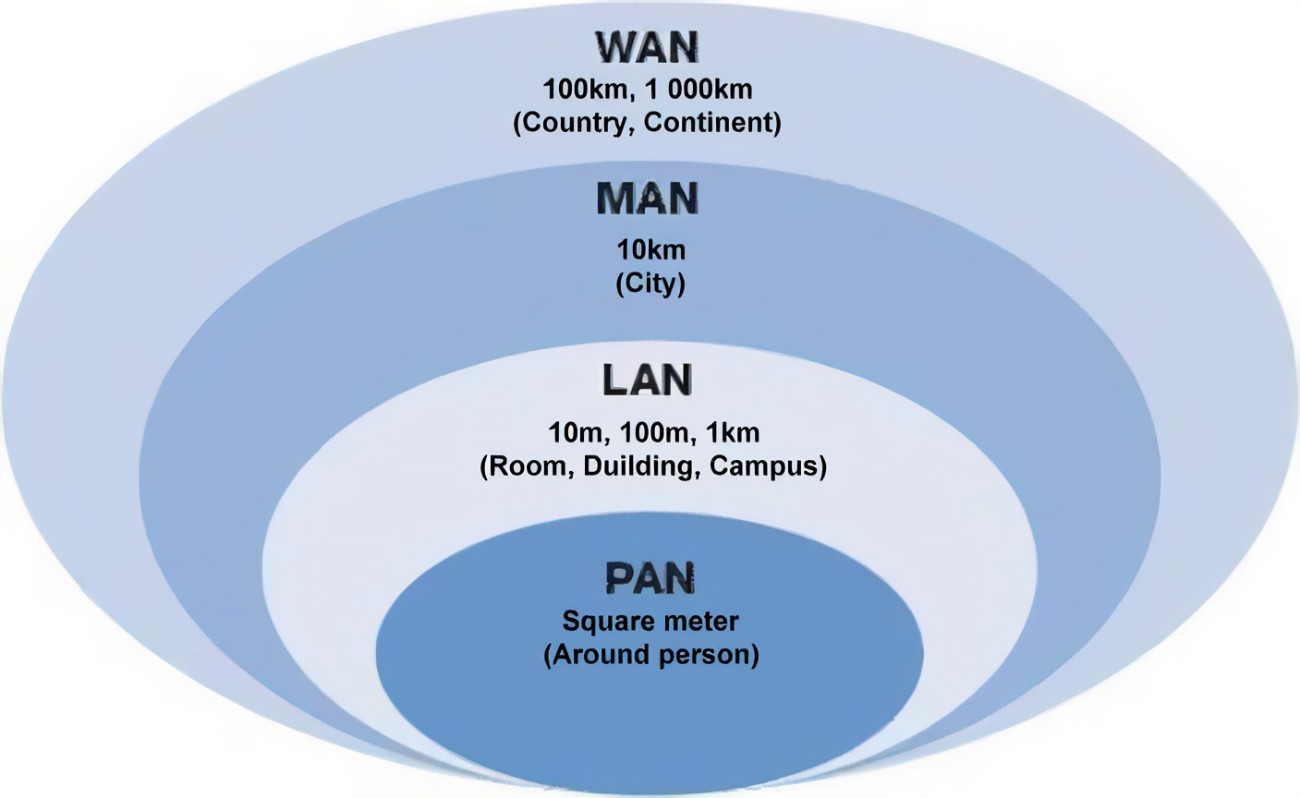 WAN
100km, 1 000km
(Country, Continent)
MAN
10km
(City)
LAN
10m, 100m, 1km
(Room, Duilding, Campus)
PAN
Square meter
(Around person)